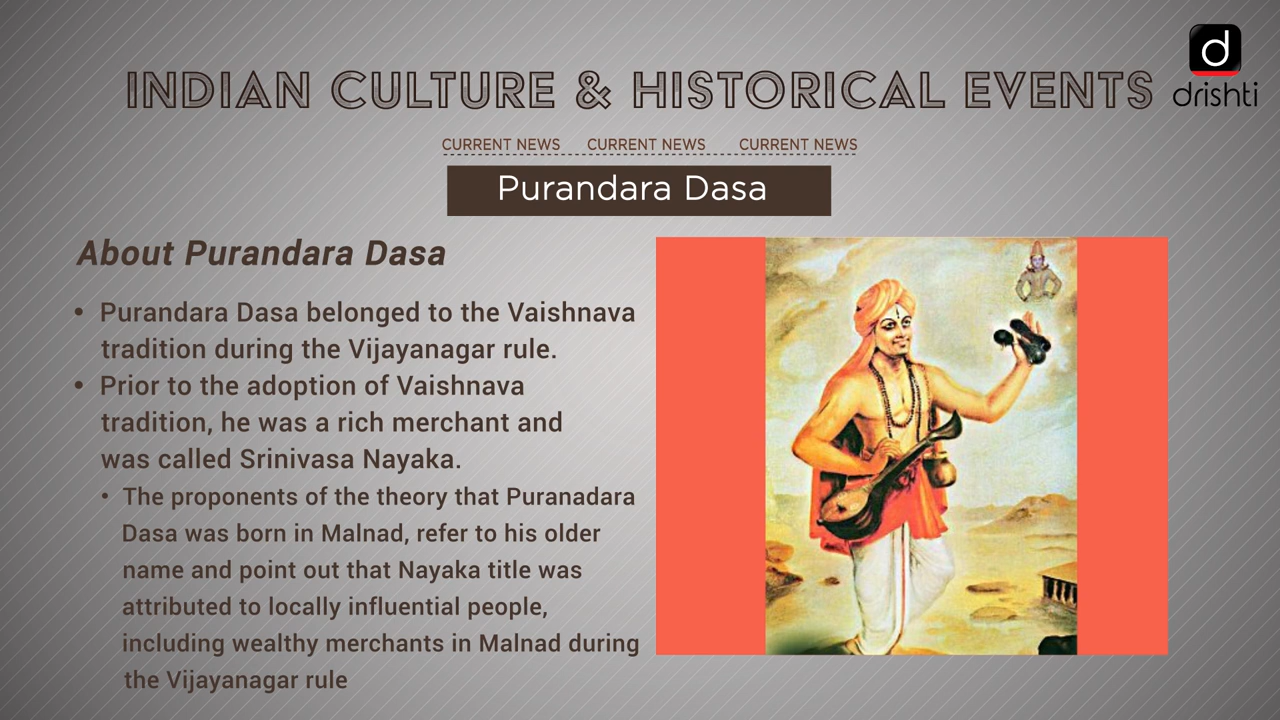 INDIAN CULTURE & HISTORICAL EVENTS
d
drishti
CURRENT NEWS CURRENT NEWS CURRENT NEWS
Purandara Dasa
About Purandara Dasa
• Purandara Dasa belonged to the Vaishnava
tradition during the Vijayanagar rule.
• Prior to the adoption of Vaishnava
tradition, he was a rich merchant and
was called Srinivasa Nayaka.
• The proponents of the theory that Puranadara
Dasa was born in Malnad, refer to his older
name and point out that Nayaka title was
attributed to locally influential people,
including wealthy merchants in Malnad during
the Vijayanagar rule